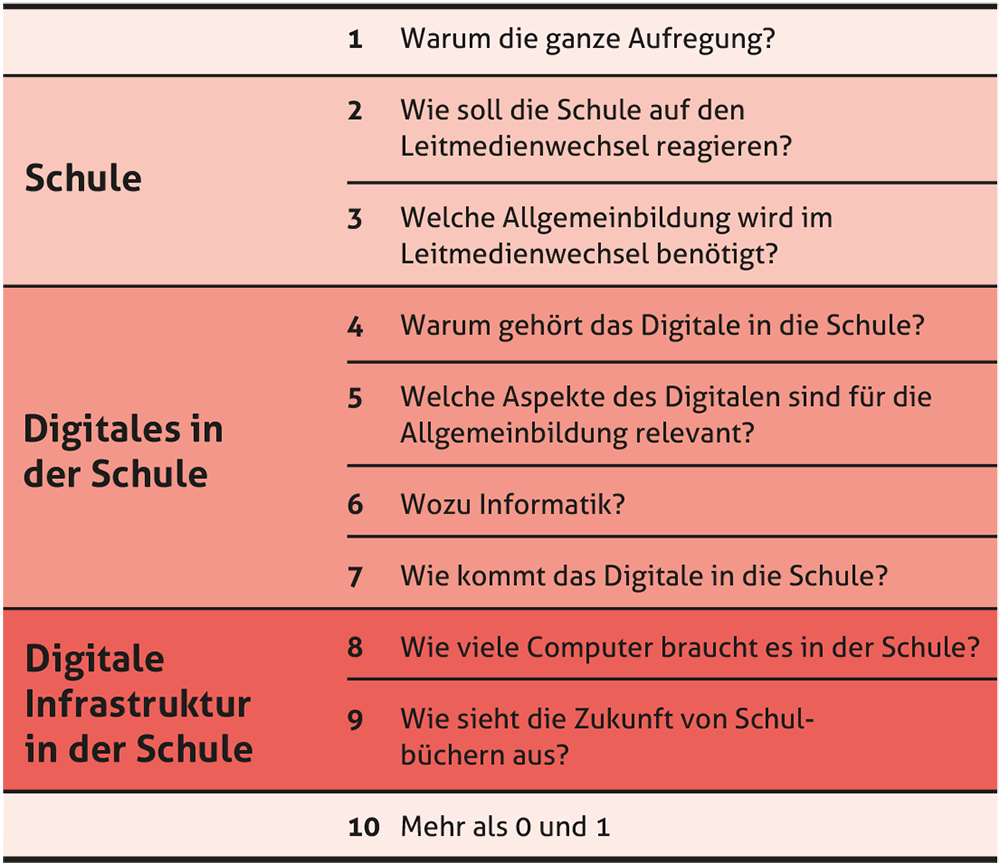 1 Warum die ganze Aufregung?
Schule
2 Wie soll die Schule auf den
Leitmedienwechsel reagieren?
3 Welche Allgemeinbildung wird im
Leitmedienwechsel benötigt?
Digitales in
der Schule
4 Warum gehört das Digitale in die Schule?
5 Welche Aspekte des Digitalen sind für die
Allgemeinbildung relevant?
6 Wozu Informatik?
7 Wie kommt das Digitale in die Schule?
Digitale
Infrastruktur
in der Schule
8 Wie viele Computer braucht es in der Schule?
9 Wie sieht die Zukunft von Schul-
büchern aus?
10 Mehr als 0 und 1